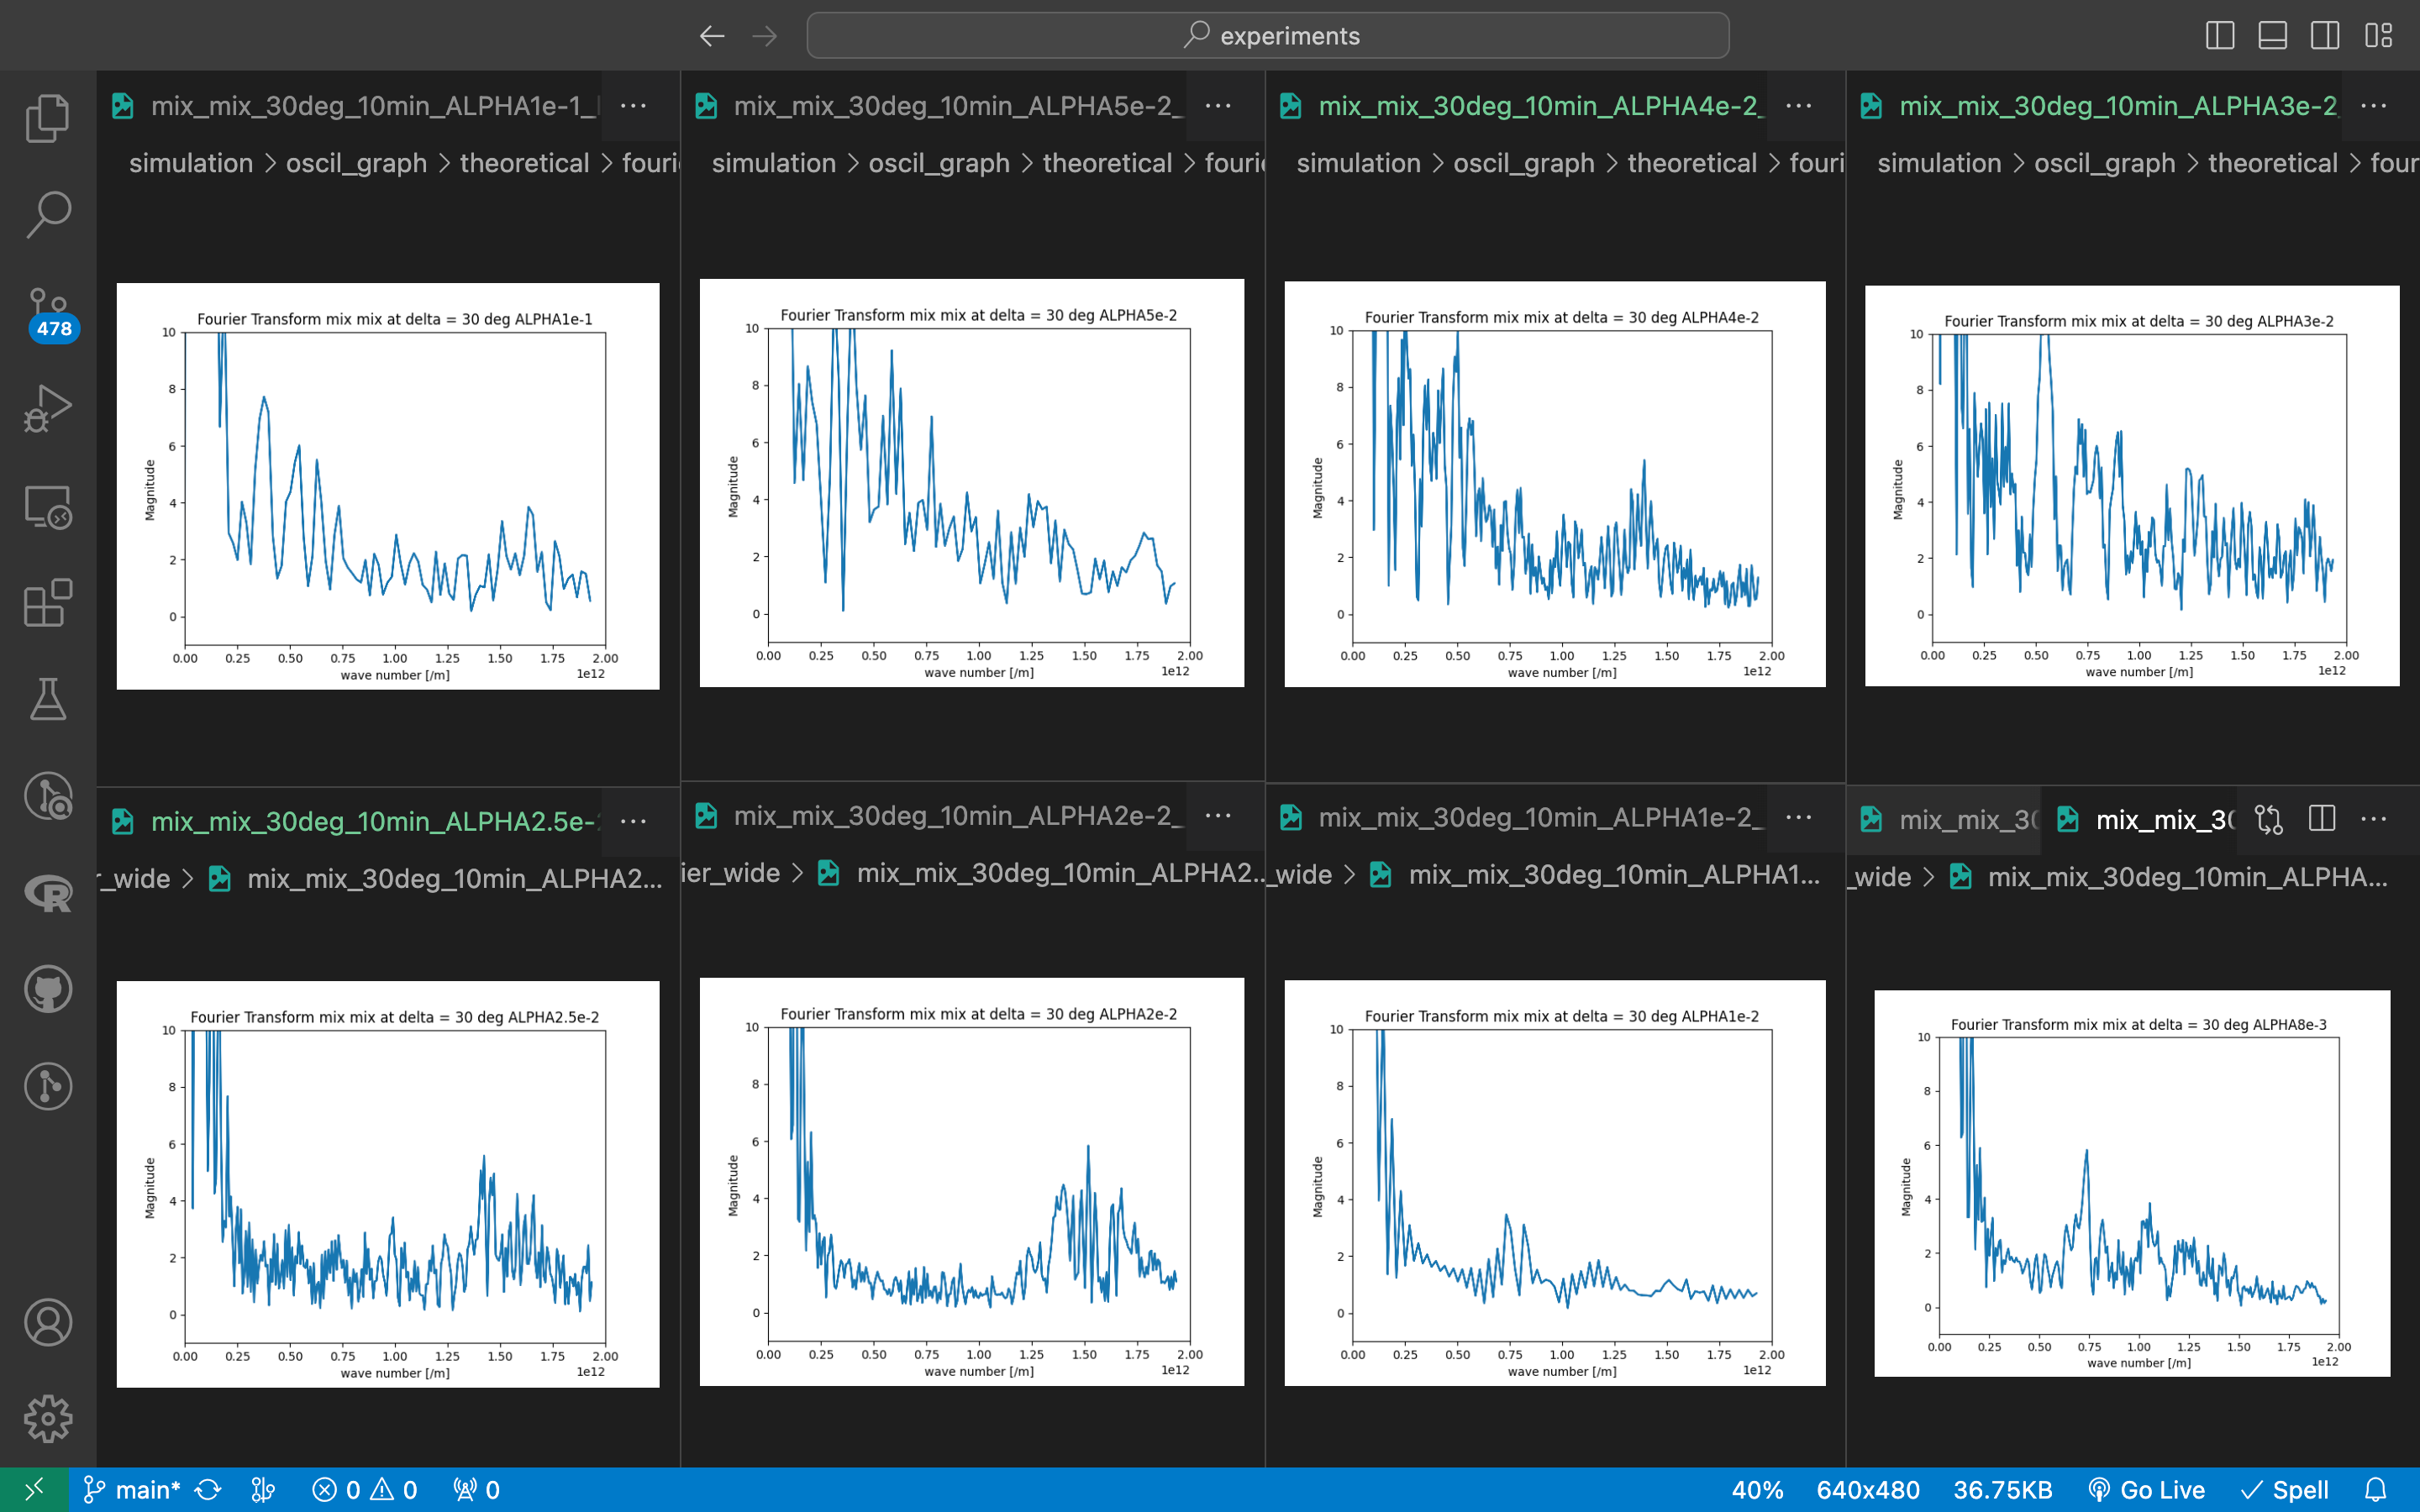 experiments
478
mix_mix_30deg_10min_ALPHA1e-1_
simulation > oscil_graph > theoretical > fouri
Fourier Transform mix mix at delta = 30 deg ALPHA1e-1
10
8
6
4
2
0
Magnitude
0.00 0.25 0.50 0.75 1.00 1.25 1.50 1.75 2.00
wave number [/m]
1e12
mix_mix_30deg_10min_ALPHA5e-2_
simulation > oscil_graph > theoretical > fouri
Fourier Transform mix mix at delta = 30 deg ALPHA5e-2
10
8
6
4
2
0
Magnitude
0.00 0.25 0.50 0.75 1.00 1.25 1.50 1.75 2.00
wave number [/m]
1e12
mix_mix_30deg_10min_ALPHA4e-2_
simulation > oscil_graph > theoretical > fouri
Fourier Transform mix mix at delta = 30 deg ALPHA4e-2
10
8
6
4
2
0
Magnitude
0.00 0.25 0.50 0.75 1.00 1.25 1.50 1.75 2.00
wave number [/m]
1e12
mix_mix_30deg_10min_ALPHA3e-2
simulation > oscil_graph > theoretical > four
Fourier Transform mix mix at delta = 30 deg ALPHA3e-2
10
8
6
4
2
0
Magnitude
0.00 0.25 0.50 0.75 1.00 1.25 1.50 1.75 2.00
wave number [/m]
1e12
mix_mix_30deg_10min_ALPHA2.5e-
r_wide > mix_mix_30deg_10min_ALPHA2...
Fourier Transform mix mix at delta = 30 deg ALPHA2.5e-2
10
8
6
4
2
0
Magnitude
0.00 0.25 0.50 0.75 1.00 1.25 1.50 1.75 2.00
wave number [/m]
1e12
mix_mix_30deg_10min_ALPHA2e-2_
ier_wide > mix_mix_30deg_10min_ALPHA2...
Fourier Transform mix mix at delta = 30 deg ALPHA2e-2
10
8
6
4
2
0
Magnitude
0.00 0.25 0.50 0.75 1.00 1.25 1.50 1.75 2.00
wave number [/m]
1e12
mix_mix_30deg_10min_ALPHA1e-2_
_wide > mix_mix_30deg_10min_ALPHA1...
Fourier Transform mix mix at delta = 30 deg ALPHA1e-2
10
8
6
4
2
0
Magnitude
0.00 0.25 0.50 0.75 1.00 1.25 1.50 1.75 2.00
wave number [/m]
1e12
mix_mix_30 mix_mix_30
_wide > mix_mix_30deg_10min_ALPHA...
Fourier Transform mix mix at delta = 30 deg ALPHA8e-3
10
8
6
4
2
0
Magnitude
0.00 0.25 0.50 0.75 1.00 1.25 1.50 1.75 2.00
wave number [/m]
1e12
main* 0 0 0 40% 640x480 36.75KB Go Live Spell